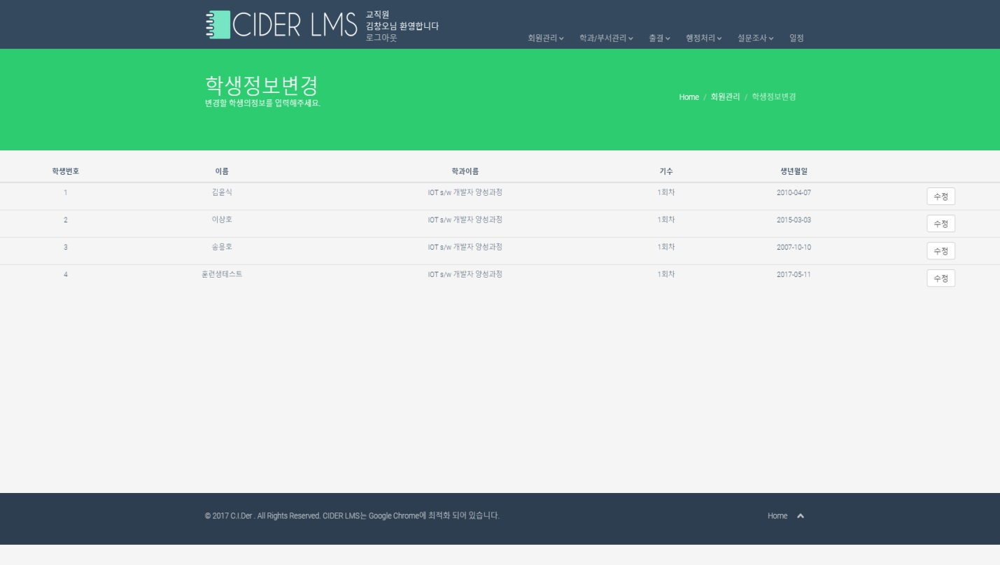 CIDER LMS
교직원
김창오님 환영합니다
로그아웃
회원관리 학과/부서관리 출결 행정처리 설문조사 일정
학생정보변경
변경할 학생의정보를 입력해주세요.
Home / 회원관리 / 학생정보변경
학생번호 이름 학과이름 기수 생년월일
1 김윤식 IOT s/w 개발자 양성과정 1회차 2010-04-07 수정
2 이상호 IOT s/w 개발자 양성과정 1회차 2015-03-03 수정
3 송용호 IOT s/w 개발자 양성과정 1회차 2007-10-10 수정
4 훈련생테스트 IOT s/w 개발자 양성과정 1회차 2017-05-11 수정
© 2017 C.I.Der . All Rights Reserved. CIDER LMS는 Google Chrome에 최적화 되어 있습니다.
Home